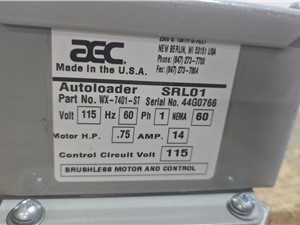 aec
NEW BERLIN, WI 53151 USA
Phone: (847) 273-7700
Fax: (847) 273-7804
Made in the U.S.A.
Autoloader SRL01
Part No. WX-7401-ST Serial No. 44G0766
Volt 115 Hz 60 Ph 1 NEMA 60
Motor H.P. .75 AMP. 14
Control Circuit Volt 115
BRUSHLESS MOTOR AND CONTROL